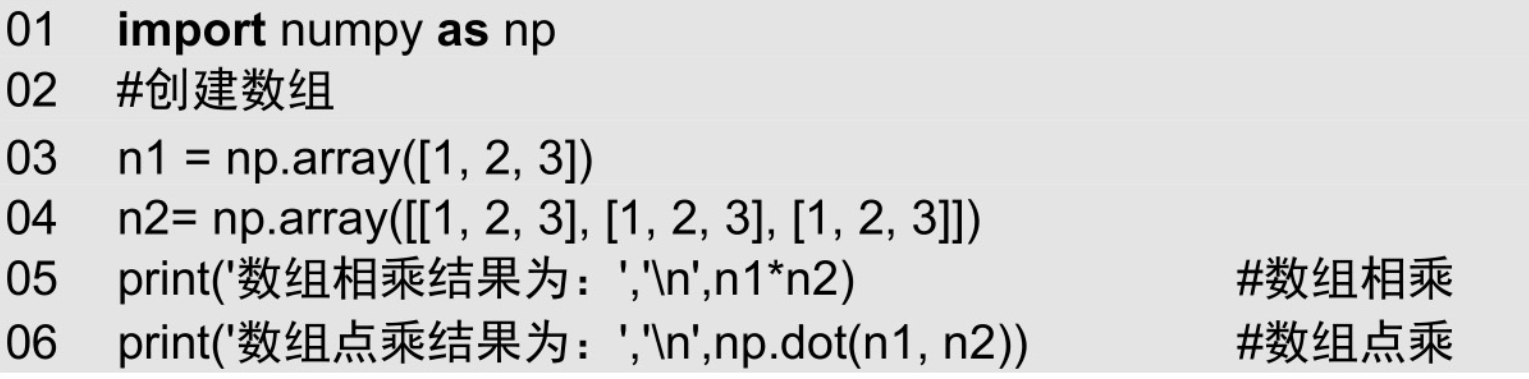 01 import numpy as np
02 #创建数组
03 n1 = np.array([1, 2, 3])
04 n2= np.array([[1, 2, 3], [1, 2, 3], [1, 2, 3]])
05 print('数组相乘结果为：','\n',n1*n2) #数组相乘
06 print('数组点乘结果为：','\n',np.dot(n1, n2)) #数组点乘